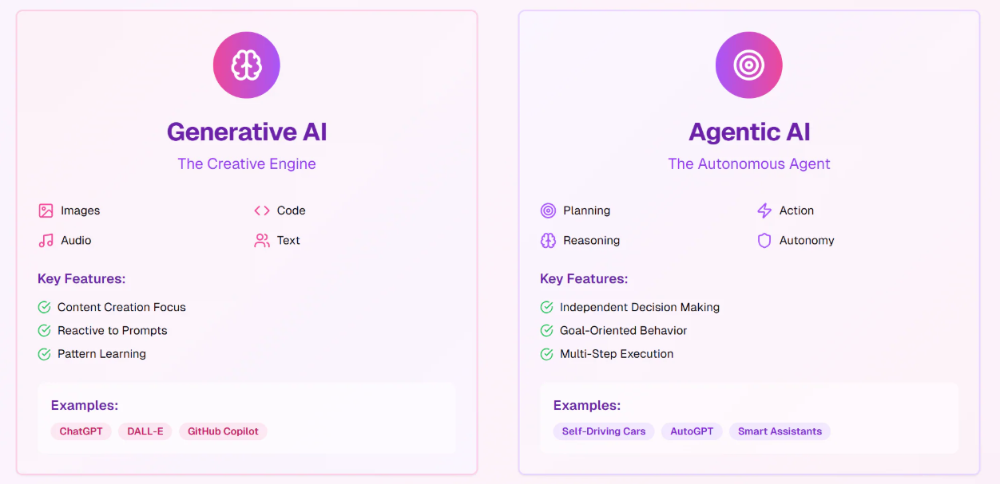 Generative AI
The Creative Engine
Images
Code
Audio
Text
Key Features:
Content Creation Focus
Reactive to Prompts
Pattern Learning
Examples:
ChatGPT
DALL-E
GitHub Copilot
Agentic AI
The Autonomous Agent
Planning
Action
Reasoning
Autonomy
Key Features:
Independent Decision Making
Goal-Oriented Behavior
Multi-Step Execution
Examples:
Self-Driving Cars
AutoGPT
Smart Assistants